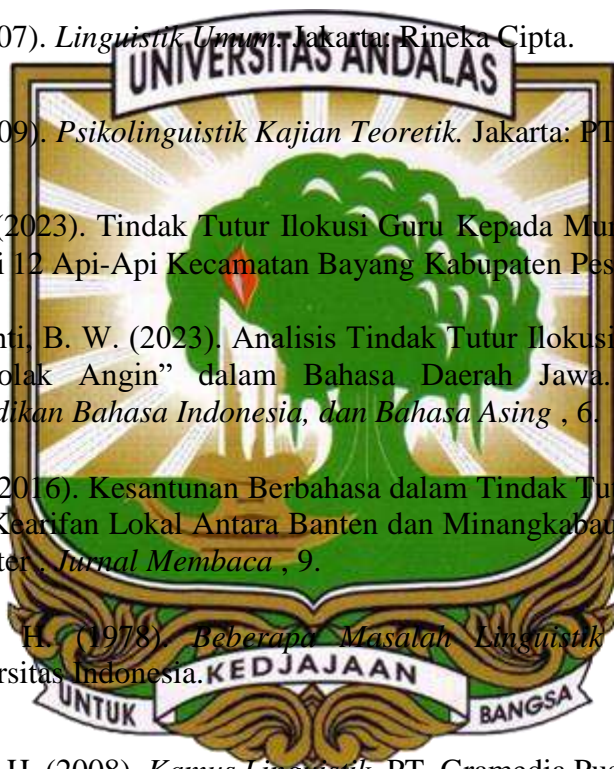 07). Linguistik Umum. Jakarta: Rineka Cipta.
UNIVERSITAS ANDALAS
09). Psikolinguistik Kajian Teoretik. Jakarta: PT
(2023). Tindak Tutur Ilokusi Guru Kepada Mur
i 12 Api-Api Kecamatan Bayang Kabupaten Pes
nti, B. W. (2023). Analisis Tindak Tutur Ilokusi
olak Angin” dalam Bahasa Daerah Jawa.
dikan Bahasa Indonesia, dan Bahasa Asing , 6.
2016). Kesantunan Berbahasa dalam Tindak Tu
Kearifan Lokal Antara Banten dan Minangkabau
ter . Jurnal Membaca , 9.
H. (1978). Beberapa Masalah Linguistik
rsitas Indonesia.
KEDJAJAAN
UNTUK
BANGSA
H. (2008). Kamus Linguistik. PT. Gramedia Pus